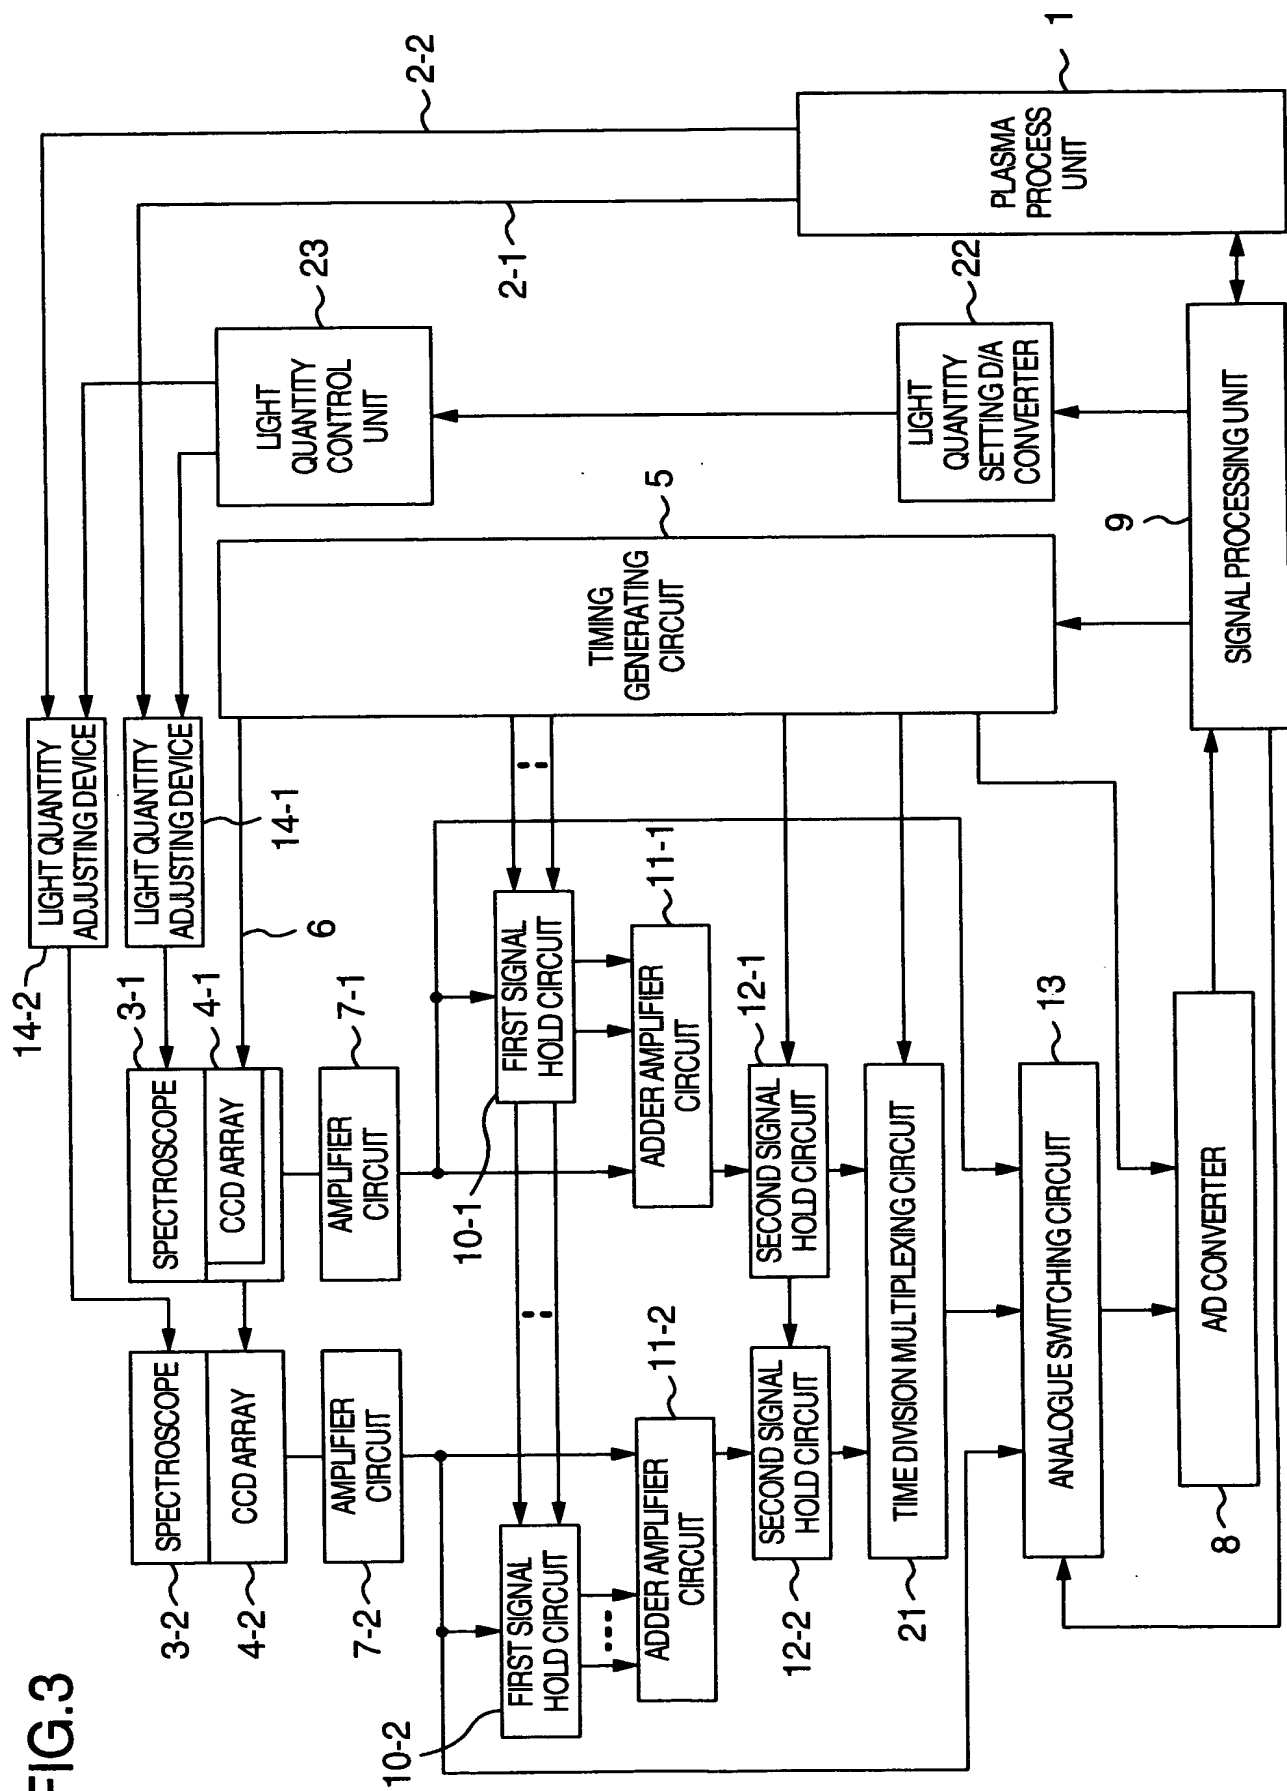 FIG.3
14-2
LIGHT QUANTITY
ADJUSTING DEVICE
LIGHT QUANTITY
ADJUSTING DEVICE
14-1
2-2
2-1
23
LIGHT
QUANTITY
CONTROL
UNIT
3-2
SPECTROSCOPE
4-2
CCD ARRAY
3-1
SPECTROSCOPE
4-1
CCD ARRAY
6
7-2
AMPLIFIER
CIRCUIT
7-1
AMPLIFIER
CIRCUIT
5
TIMING
GENERATING
CIRCUIT
10-2
FIRST SIGNAL
HOLD CIRCUIT
10-1
FIRST SIGNAL
HOLD CIRCUIT
11-2
ADDER AMPLIFIER
CIRCUIT
11-1
ADDER AMPLIFIER
CIRCUIT
12-2
SECOND SIGNAL
HOLD CIRCUIT
12-1
SECOND SIGNAL
HOLD CIRCUIT
21
TIME DIVISION MULTIPLEXING CIRCUIT
22
LIGHT
QUANTITY
SETTING D/A
CONVERTER
13
ANALOGUE SWITCHING CIRCUIT
1
PLASMA
PROCESS
UNIT
8
A/D CONVERTER
9
SIGNAL PROCESSING UNIT